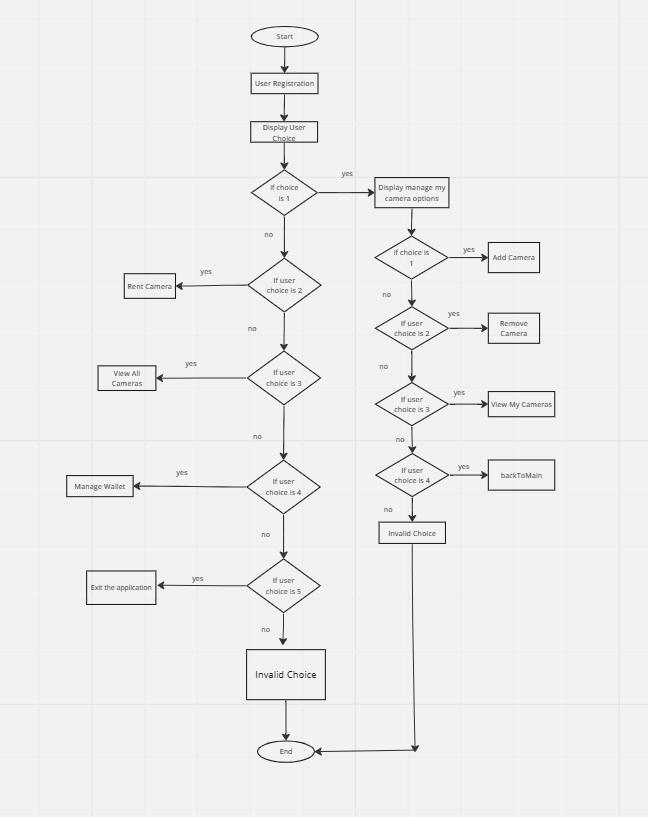 Start
User Registration
Display User
Choice
if choice
is 1
yes
Display manage my
camera options
no
if choice is
1
yes
Add Camera
If user
choice is 2
yes
Rent Camera
no
If user
choice is 2
yes
Remove
Camera
no
If user
choice is 3
yes
View All
Cameras
no
If user
choice is 3
yes
View My Cameras
no
no
If user
choice is 4
yes
Manage Wallet
If user
choice is 4
yes
backToMain
no
Invalid Choice
no
If user
choice is 5
yes
Exit the application
no
Invalid Choice
End